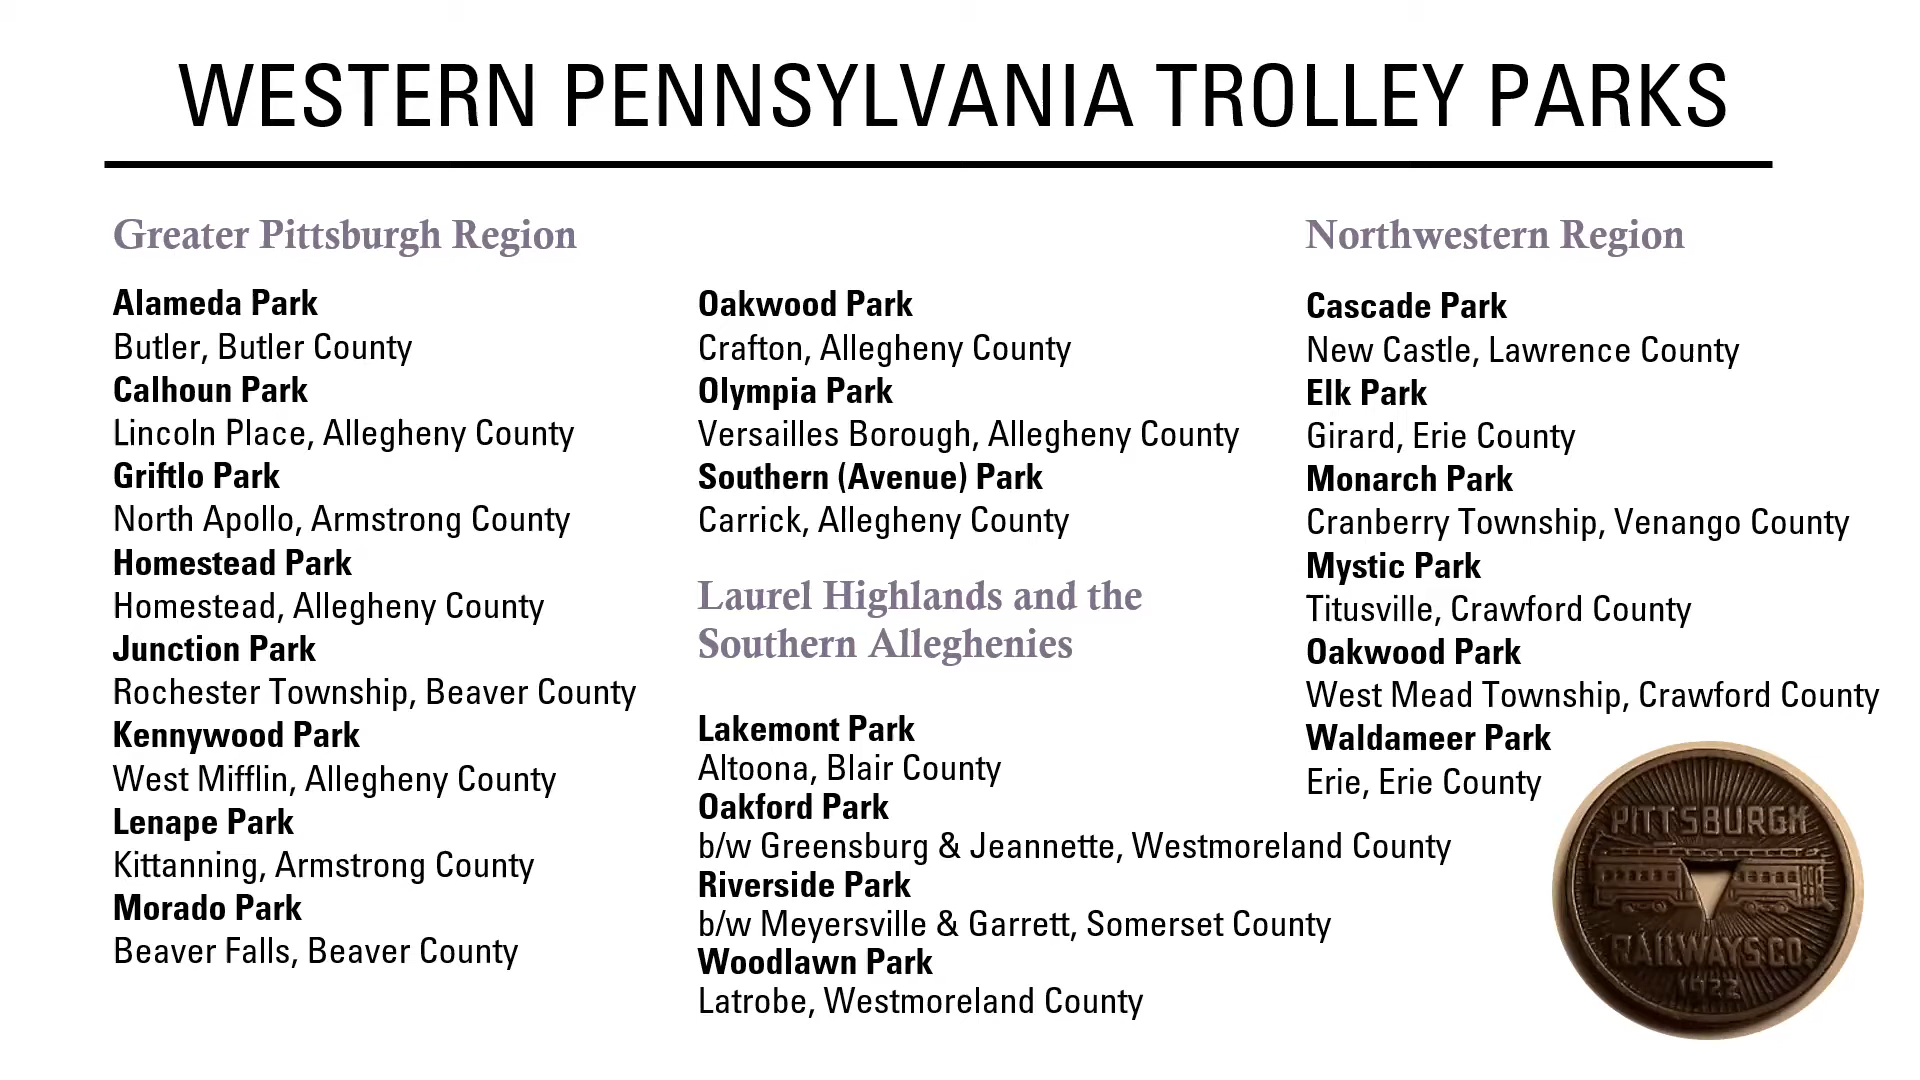 WESTERN PENNSYLVANIA TROLLEY PARKS
Greater Pittsburgh Region
Alameda Park
Butler, Butler County
Calhoun Park
Lincoln Place, Allegheny County
Griftlo Park
North Apollo, Armstrong County
Homestead Park
Homestead, Allegheny County
Junction Park
Rochester Township, Beaver County
Kennywood Park
West Mifflin, Allegheny County
Lenape Park
Kittanning, Armstrong County
Morado Park
Beaver Falls, Beaver County
Oakwood Park
Crafton, Allegheny County
Olympia Park
Versailles Borough, Allegheny County
Southern (Avenue) Park
Carrick, Allegheny County
Laurel Highlands and the
Southern Alleghenies
Lakemont Park
Altoona, Blair County
Oakford Park
b/w Greensburg & Jeannette, Westmoreland County
Riverside Park
b/w Meyersville & Garrett, Somerset County
Woodlawn Park
Latrobe, Westmoreland County
Northwestern Region
Cascade Park
New Castle, Lawrence County
Elk Park
Girard, Erie County
Monarch Park
Cranberry Township, Venango County
Mystic Park
Titusville, Crawford County
Oakwood Park
West Mead Township, Crawford County
Waldameer Park
Erie, Erie County
PITTSBURGH
RAILWAYS CO.
1922